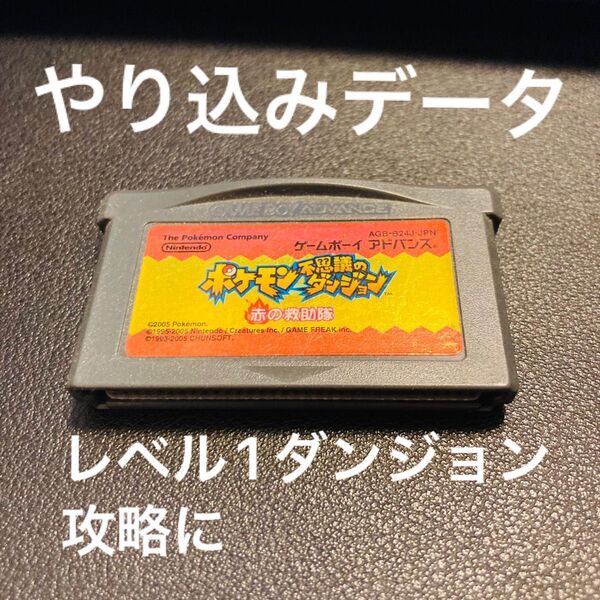 やり込みデータ
GAME BOY ADVANCE
The Pokémon Company
AGB-B24J-JPN
Nintendo
ゲームボーイ アドバンス®
ポケモン不思議のダンジョン™
赤の救助隊
©2005 Pokémon.
©1995-2005 Nintendo / Creatures Inc. / GAME FREAK inc.
©1993-2005 CHUNSOFT.
レベル1ダンジョン
攻略に